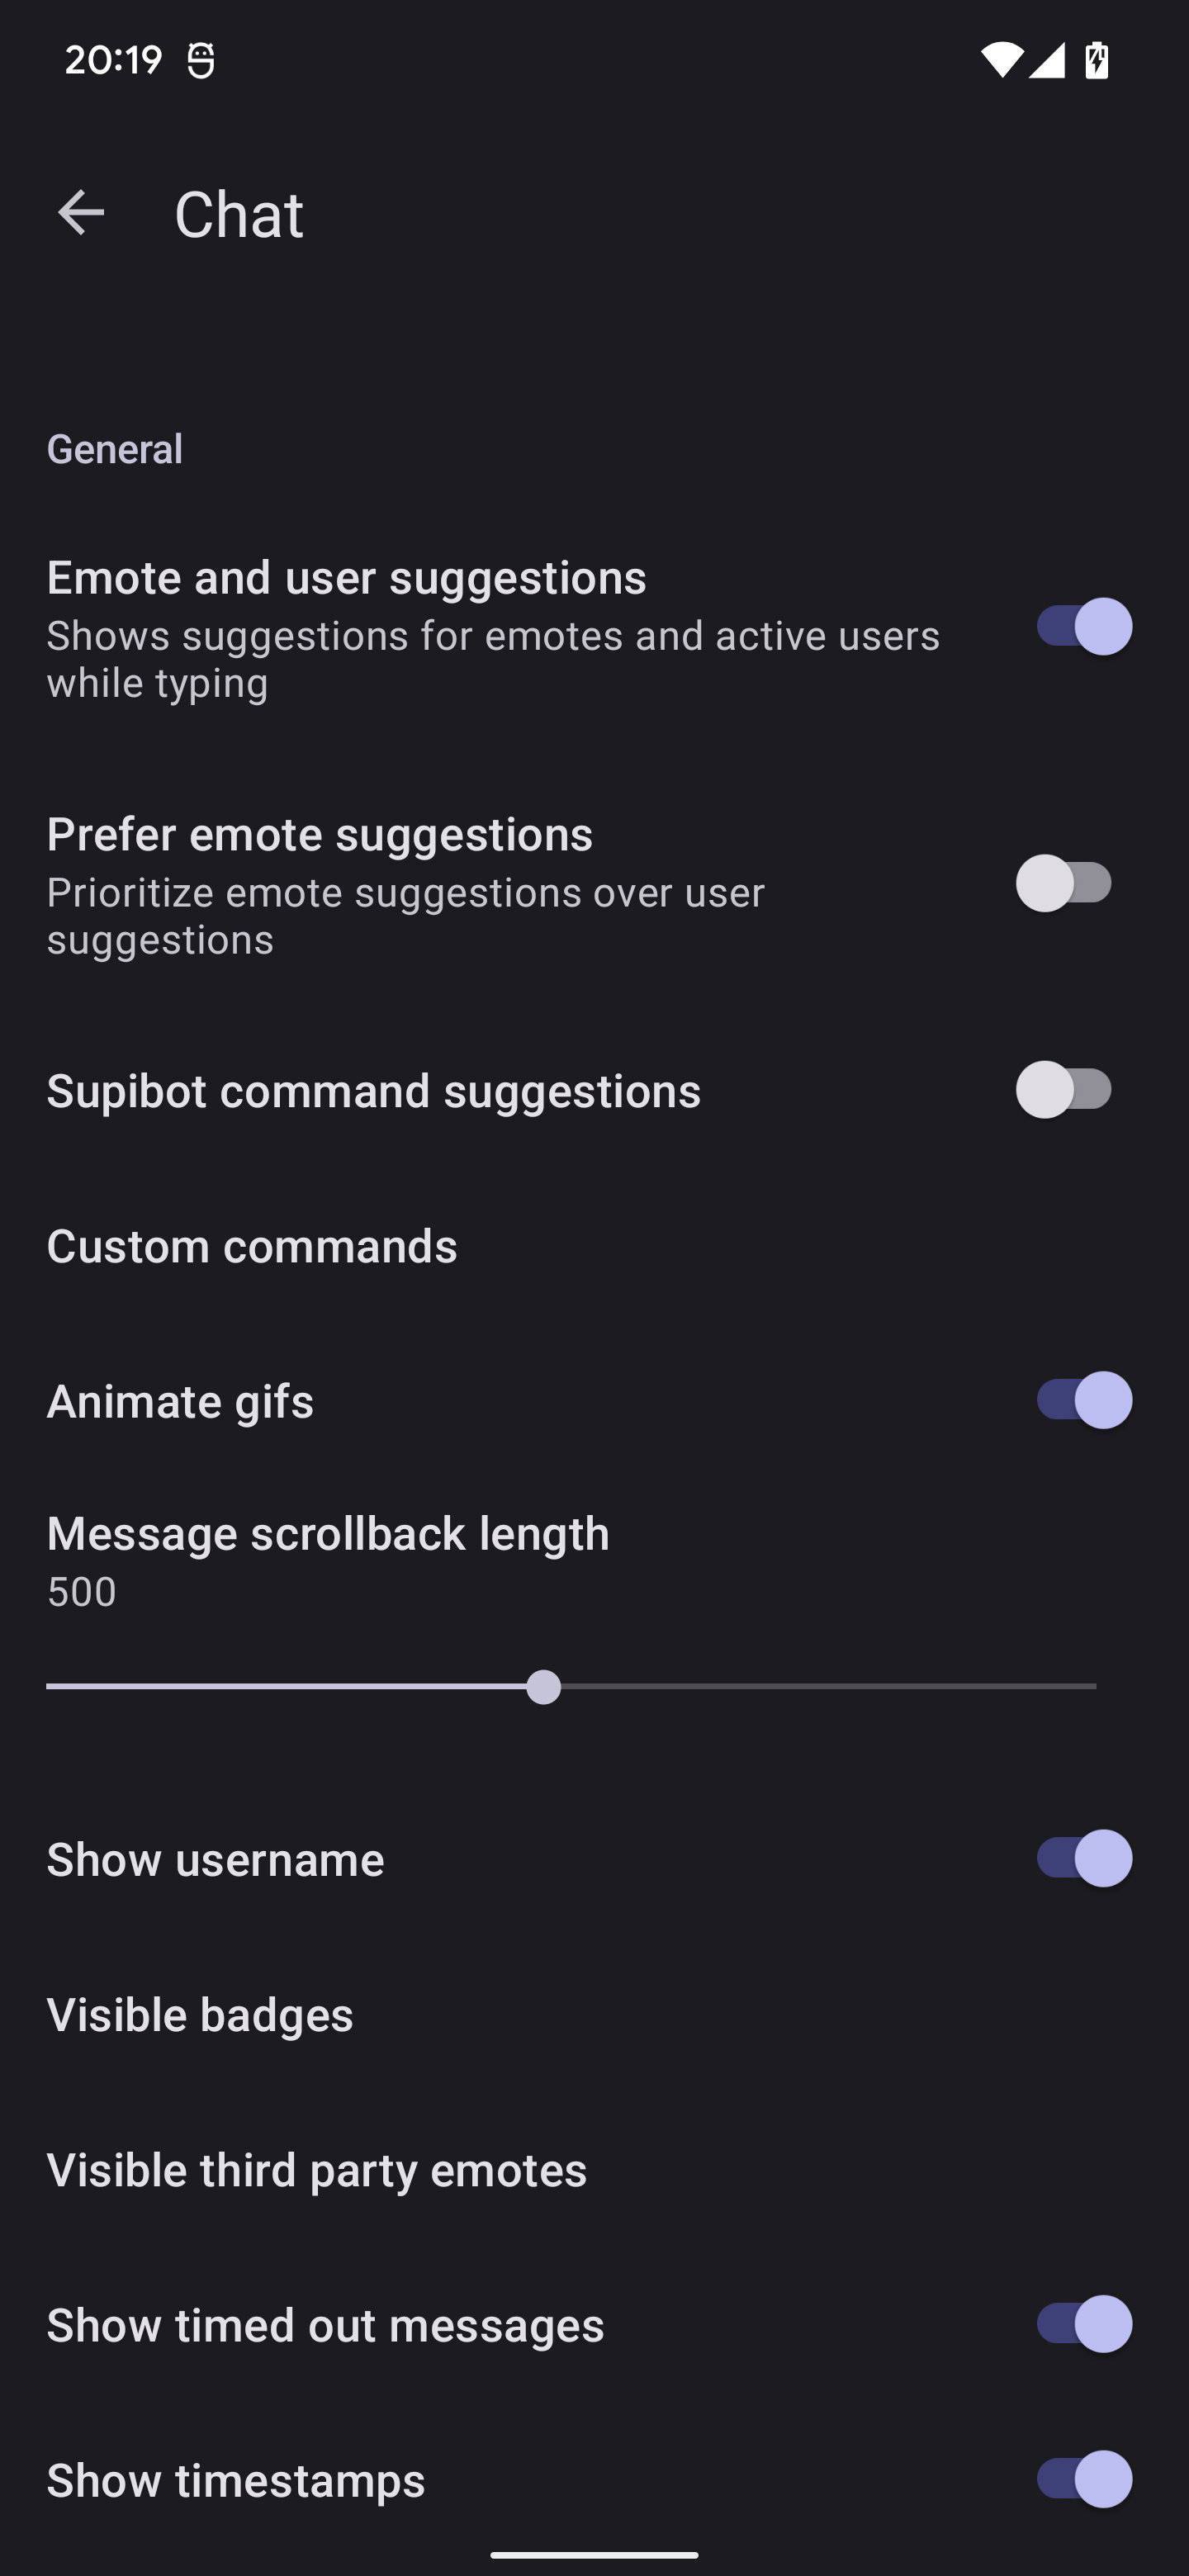 20:19
Chat
General
Emote and user suggestions
Shows suggestions for emotes and active users
while typing
Prefer emote suggestions
Prioritize emote suggestions over user
suggestions
Supibot command suggestions
Custom commands
Animate gifs
Message scrollback length
500
Show username
Visible badges
Visible third party emotes
Show timed out messages
Show timestamps